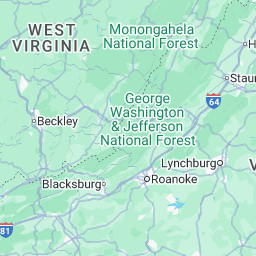 WEST
VIRGINIA
Monongahela
National Forest
H
Staun
George
Washington
& Jefferson
National Forest
64
Beckley
Lynchburg
V
Roanoke
Blacksburg
81